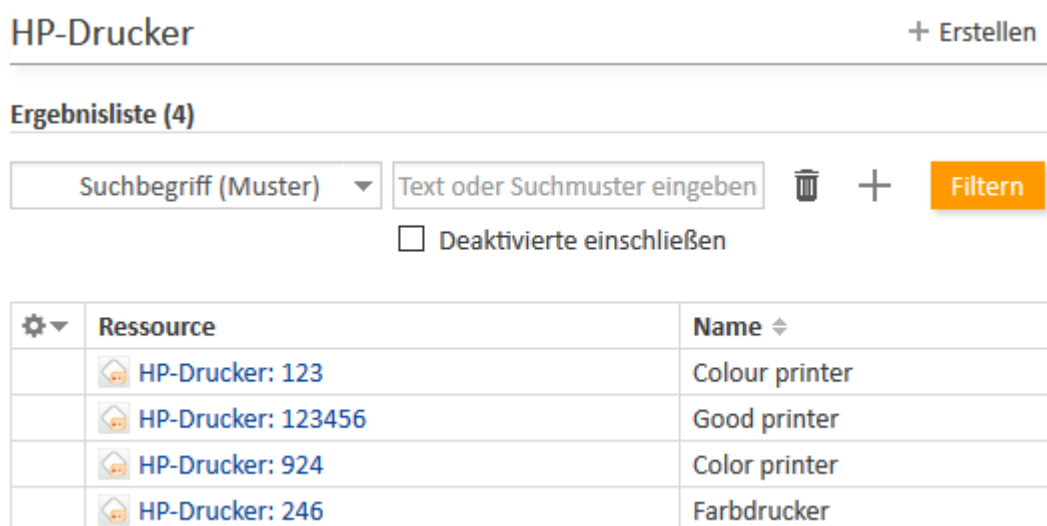 HP-Drucker + Erstellen
Ergebnisliste (4)
Suchbegriff (Muster) Text oder Suchmuster eingeben Filtern
Deaktivierte einschließen
Ressource Name
HP-Drucker: 123 Colour printer
HP-Drucker: 123456 Good printer
HP-Drucker: 924 Color printer
HP-Drucker: 246 Farbdrucker